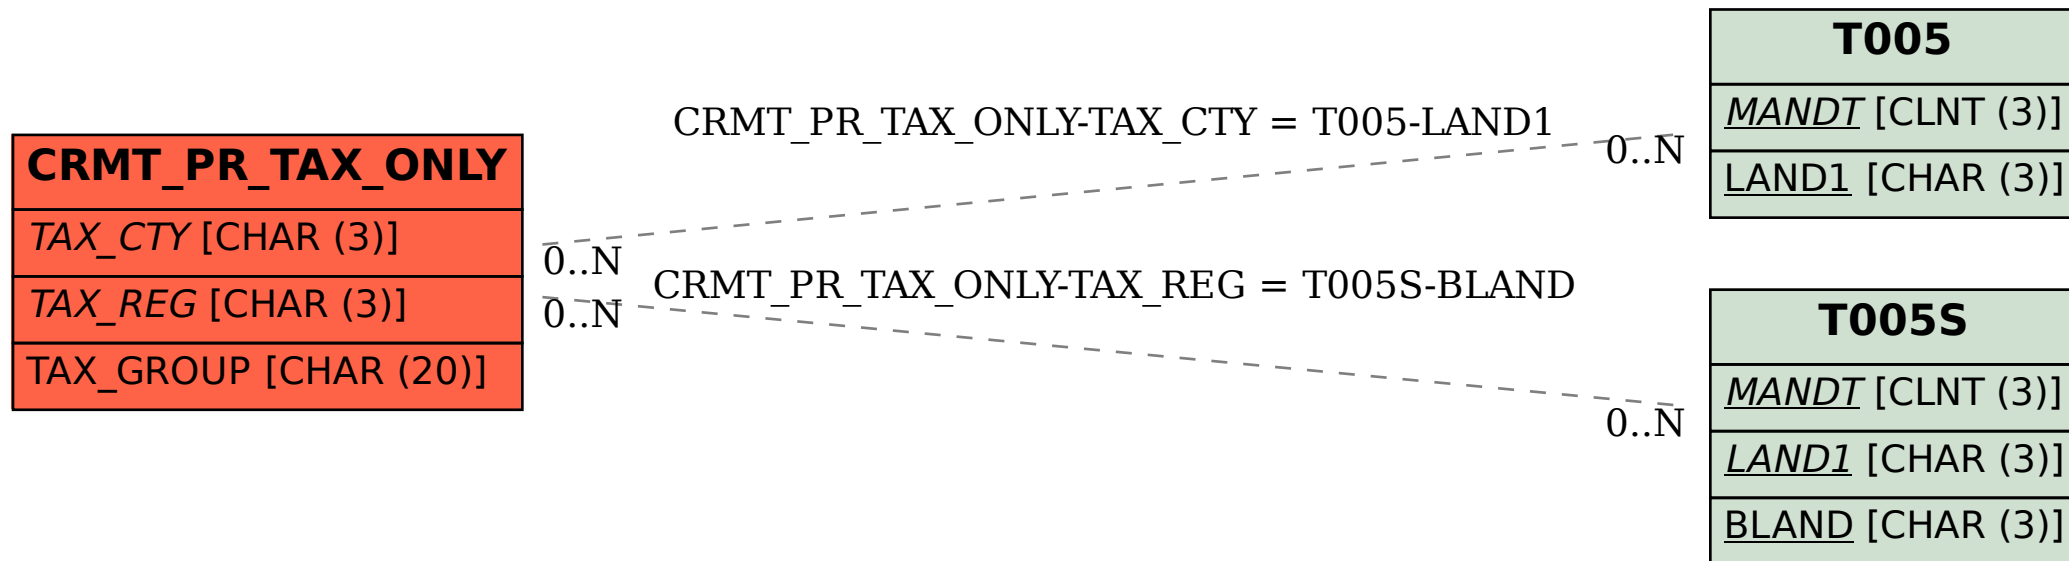 CRMT_PR_TAX_ONLY
TAX_CTY [CHAR (3)]
TAX_REG [CHAR (3)]
TAX_GROUP [CHAR (20)]
CRMT_PR_TAX_ONLY-TAX_CTY = T005-LAND1
0..N
0..N
CRMT_PR_TAX_ONLY-TAX_REG = T005S-BLAND
0..N
0..N
T005
MANDT [CLNT (3)]
LAND1 [CHAR (3)]
T005S
MANDT [CLNT (3)]
LAND1 [CHAR (3)]
BLAND [CHAR (3)]